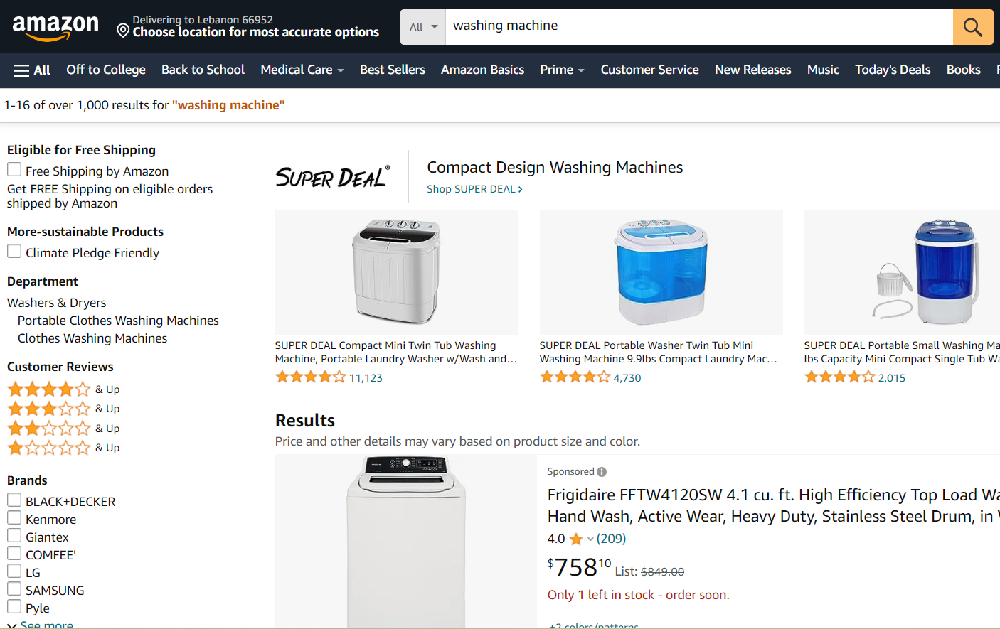 amazon
Delivering to Lebanon 66952
Choose location for most accurate options
All
washing machine
All
Off to College
Back to School
Medical Care
Best Sellers
Amazon Basics
Prime
Customer Service
New Releases
Music
Today's Deals
Books
1-16 of over 1,000 results for "washing machine"
Eligible for Free Shipping
Free Shipping by Amazon
Get FREE Shipping on eligible orders
shipped by Amazon
More-sustainable Products
Climate Pledge Friendly
Department
Washers & Dryers
Portable Clothes Washing Machines
Clothes Washing Machines
Customer Reviews
& Up
& Up
& Up
& Up
Brands
BLACK+DECKER
Kenmore
Giantex
COMFEE'
LG
SAMSUNG
Pyle
See more
SUPER DEAL®
Compact Design Washing Machines
Shop SUPER DEAL ›
SUPER DEAL Compact Mini Twin Tub Washing
Machine, Portable Laundry Washer w/Wash and…
11,123
SUPER DEAL Portable Washer Twin Tub Mini
Washing Machine 9.9lbs Compact Laundry Mac…
4,730
SUPER DEAL Portable Small Washing Ma
lbs Capacity Mini Compact Single Tub Wa
2,015
Results
Price and other details may vary based on product size and color.
Sponsored
Frigidaire FFTW4120SW 4.1 cu. ft. High Efficiency Top Load Wa
Hand Wash, Active Wear, Heavy Duty, Stainless Steel Drum, in
4.0 (209)
$75810 List: $849.00
Only 1 left in stock - order soon.
+2 colors/patterns